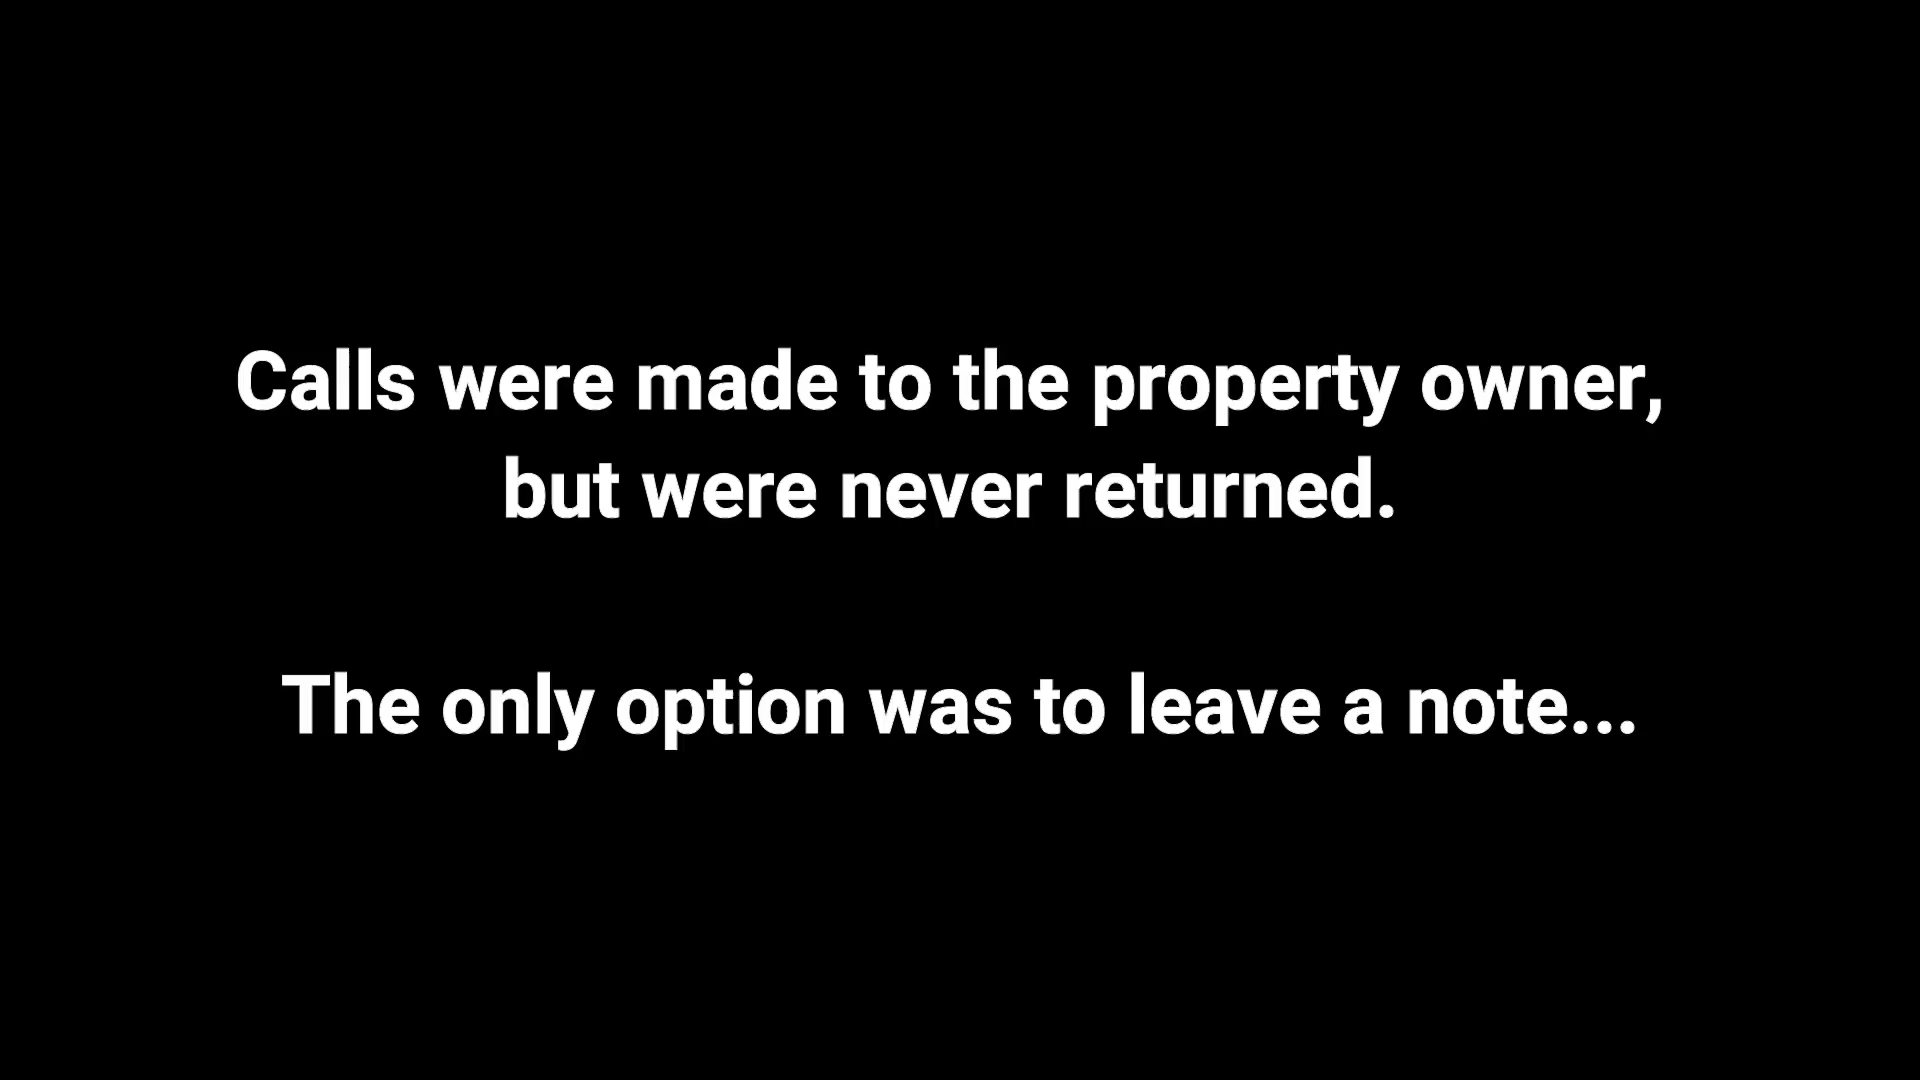 Calls were made to the property owner,
but were never returned.
The only option was to leave a note...